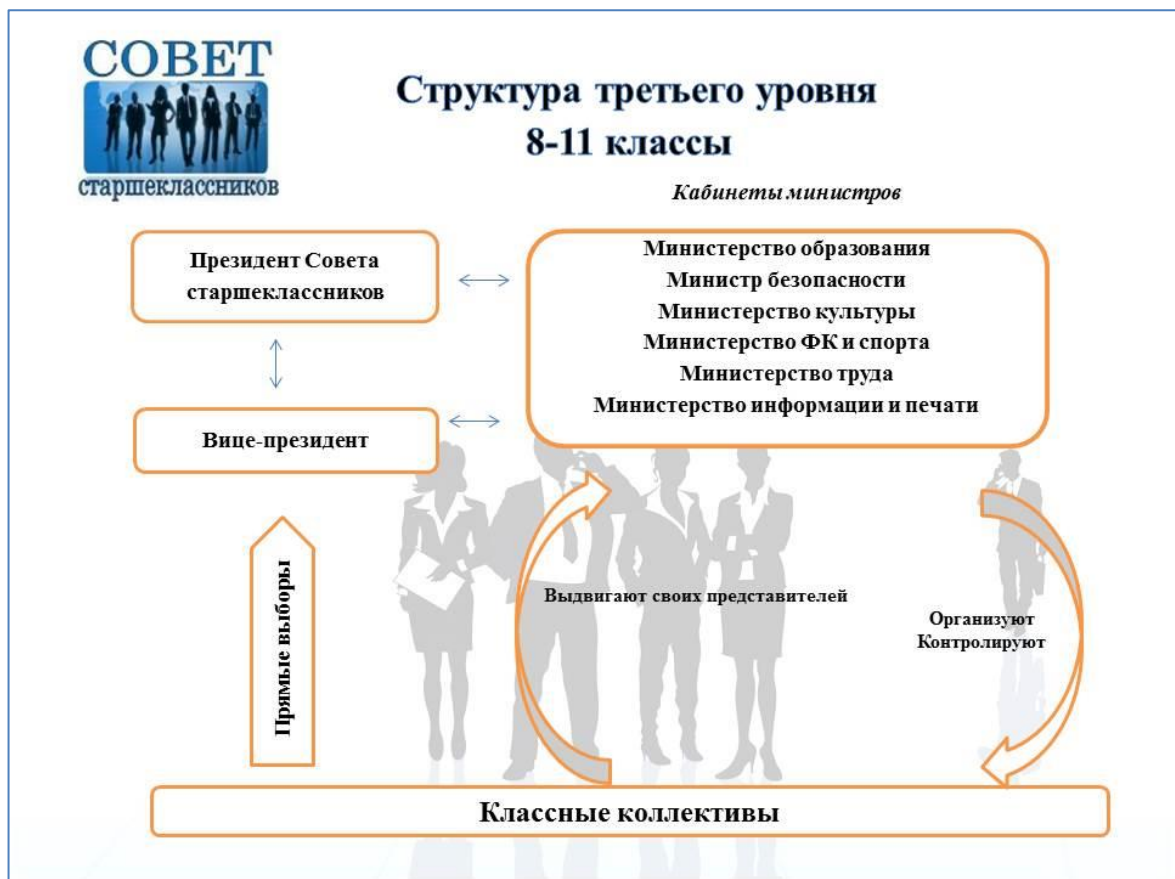 СОВЕТ
старшеклассников
Структура третьего уровня
8-11 классы
Кабинеты министров
Президент Совета
старшеклассников
Министерство образования
Министр безопасности
Министерство культуры
Министерство ФК и спорта
Министерство труда
Министерство информации и печати
Вице-президент
Прямые выборы
Выдвигают своих представителей
Организуют
Контролируют
Классные коллективы